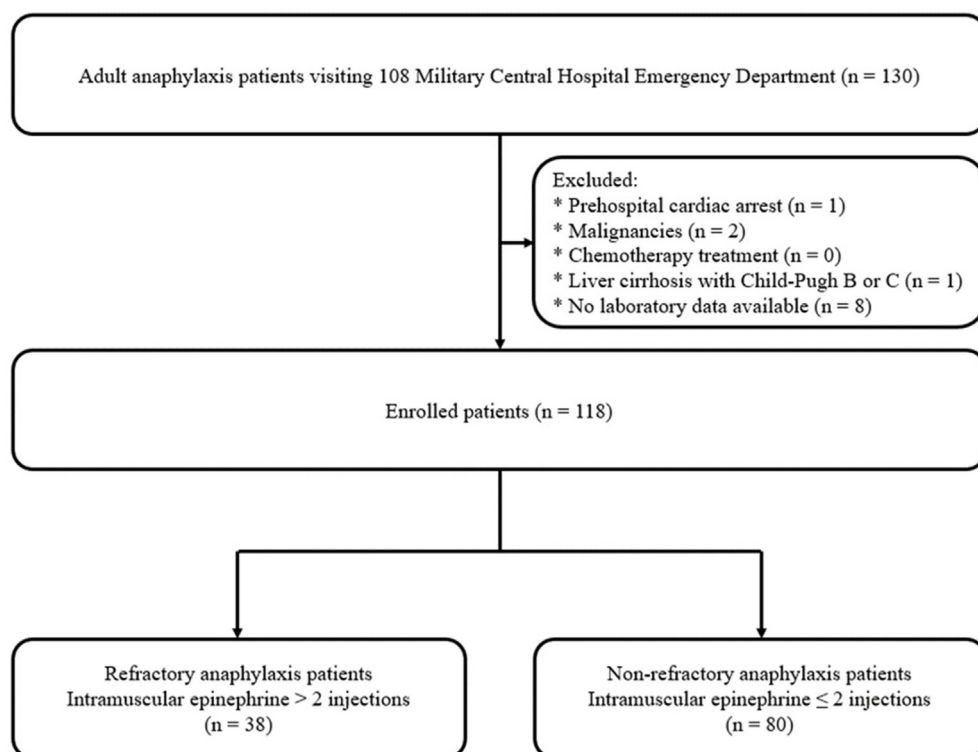 Adult anaphylaxis patients visiting 108 Military Central Hospital Emergency Department (n = 130)
Excluded:
* Prehospital cardiac arrest (n = 1)
* Malignancies (n = 2)
* Chemotherapy treatment (n = 0)
* Liver cirrhosis with Child-Pugh B or C (n = 1)
* No laboratory data available (n = 8)
Enrolled patients (n = 118)
Refractory anaphylaxis patients
Intramuscular epinephrine > 2 injections
(n = 38)
Non-refractory anaphylaxis patients
Intramuscular epinephrine ≤ 2 injections
(n = 80)